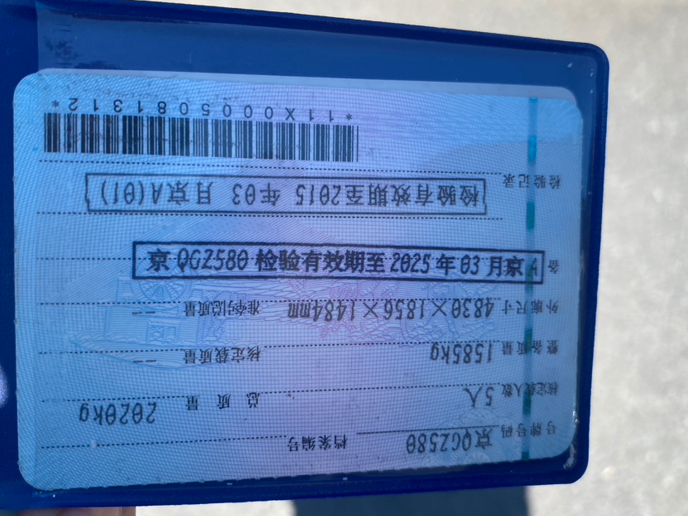 号牌号码 京QGZ580 档案编号
核定载人数 5人 总质量 2020kg
整备质量 1585kg 核定载质量 --
外廓尺寸 4830×1856×1484mm 准牵引总质量 --
备
京QGZ580 检验有效期至2025年03月京A
检验记录 检验有效期至2015年03月京A(01)
*11X0005081312*